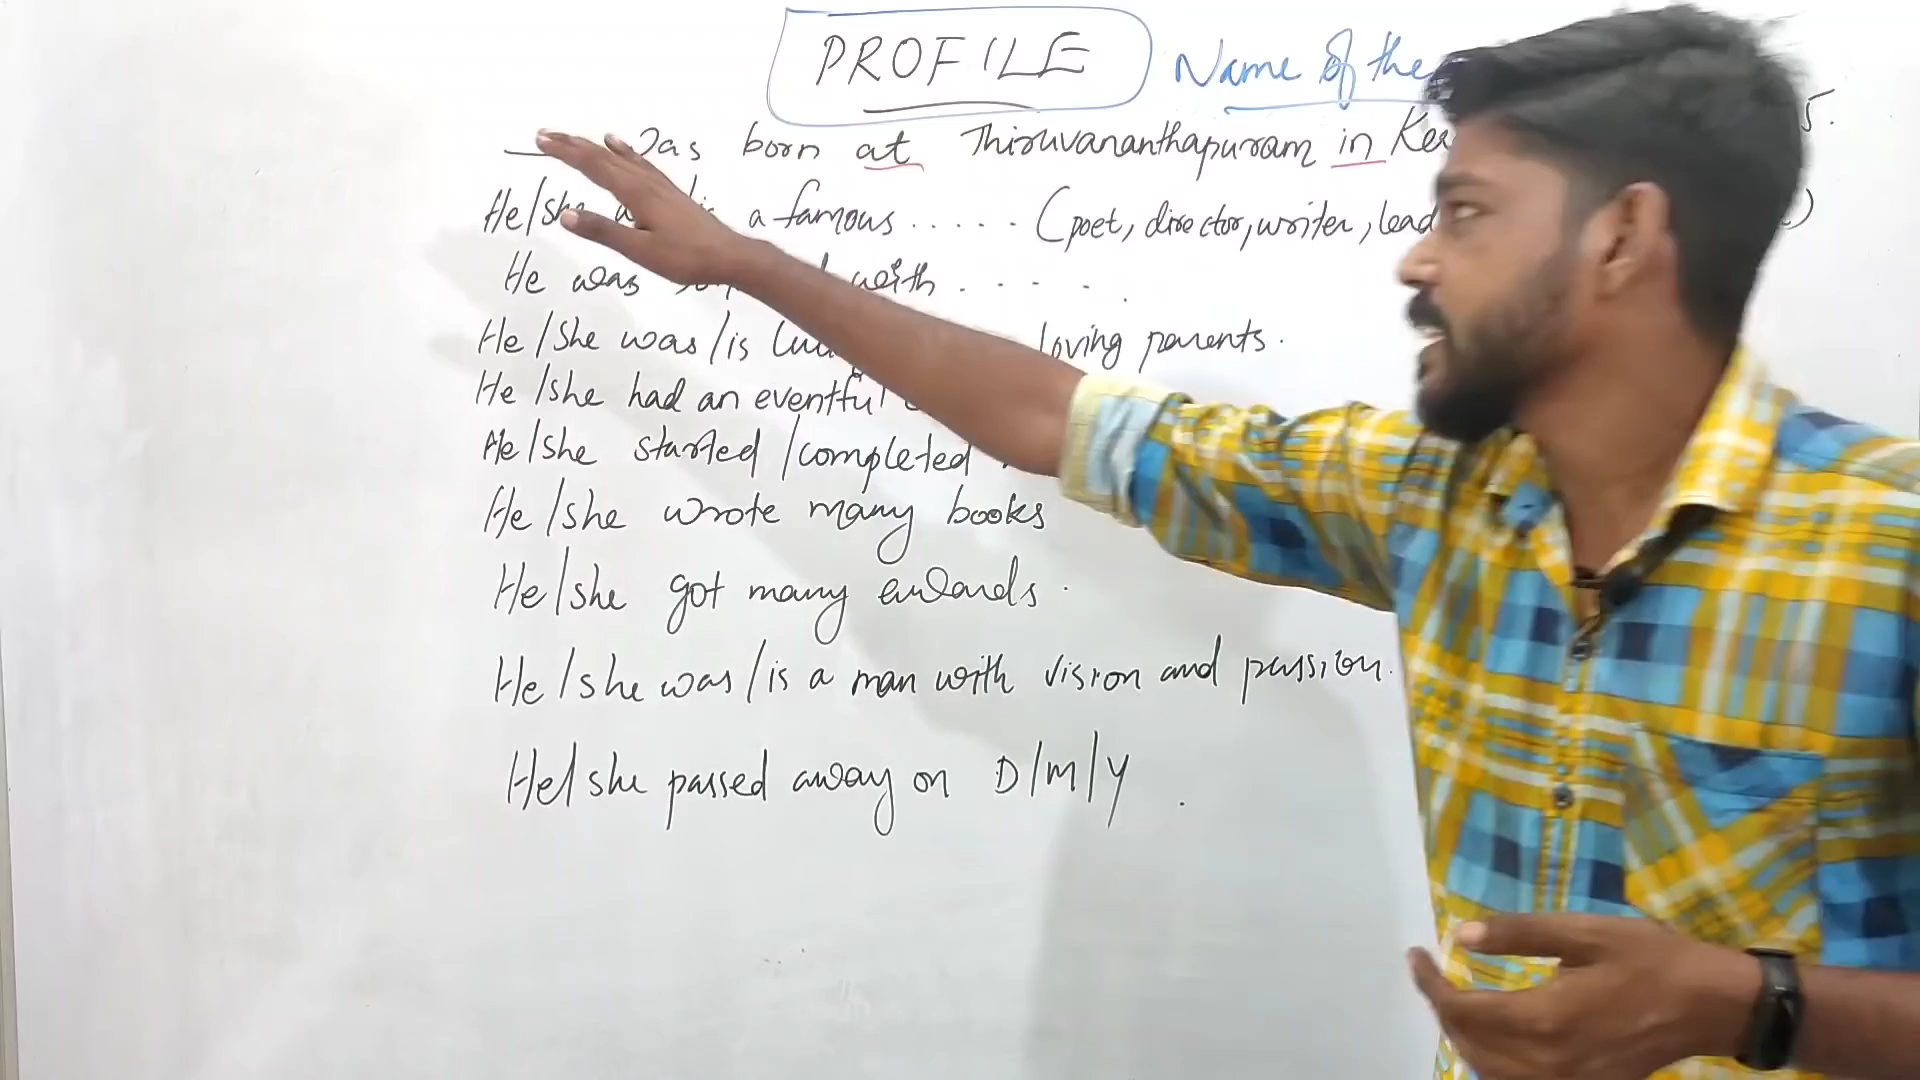 PROFILE Name of the
was born at Thiruvananthapuram in Ker 5.
He/she a famous ..... (poet, director, writer, lead )
He was with .....
He/She was/is loving parents.
He/she had an eventful
He/she started/completed
He/she wrote many books
He/she got many awards.
He/she was/is a man with vision and passion.
He/she passed away on D/M/Y.